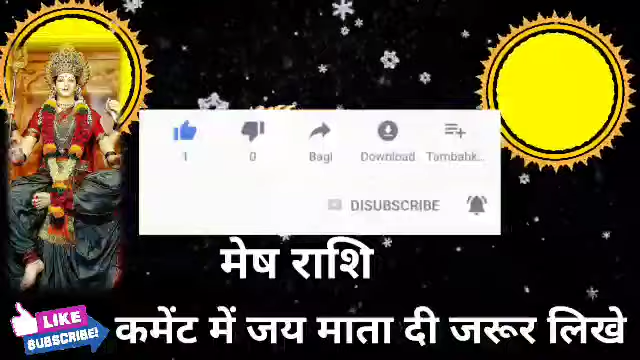 1 0 Bagi Download Tambahk...
DISUBSCRIBE
मेष राशि
LIKE
SUBSCRIBE!
कमेंट में जय माता दी जरूर लिखे